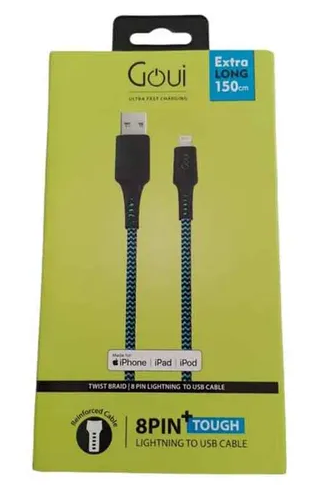 Goui
ULTRA FAST CHARGING
Extra
LONG
150cm
Goui
Made for
iPhone | iPad | iPod
TWIST BRAID | 8 PIN LIGHTNING TO USB CABLE
Reinforced Cable
8PIN+ TOUGH
LIGHTNING TO USB CABLE